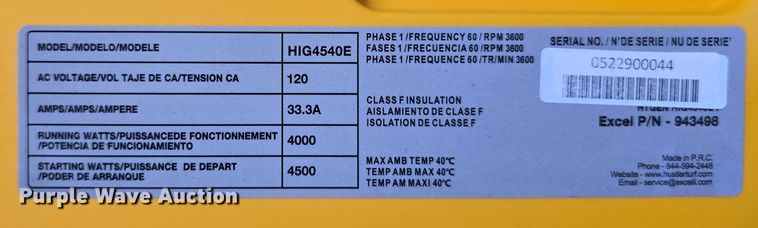 MODEL/MODELO/MODELE
HIG4540E
AC VOLTAGE/VOL TAJE DE CA/TENSION CA
120
AMPS/AMPS/AMPERE
33.3A
RUNNING WATTS/PUISSANCEDE FONCTIONNEMENT
/POTENCIA DE FUNCIONAMIENTO
4000
STARTING WATTS/PUISSANCE DE DEPART
/PODER DE ARRANQUE
4500
PHASE 1/FREQUENCY 60/RPM 3600
FASES 1/FRECUENCIA 60/RPM 3600
PHASE 1/FREQUENCE 60/TR/MIN 3600
CLASS F INSULATION
AISLAMIENTO DE CLASE F
ISOLATION DE CLASSE F
MAX AMB TEMP 40℃
TEMP AMB MAX 40℃
TEMP AM MAXI 40℃
SERIAL NO. / N'DE SERIE / NU DE SERIE'
0522900044
Excel P/N - 943498
Made in P.R.C.
Phone - 844-594-2448
Website - www.hustlerturf.com
Email - service@excelii.com
Purple Wave Auction